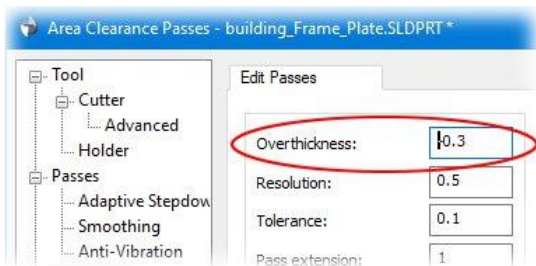 Area Clearance Passes - building_Frame_Plate.SLDPRT *
Tool
Cutter
Advanced
Holder
Passes
Adaptive Stepdow
Smoothing
Anti-Vibration
Edit Passes
Overthickness: -0.3
Resolution: 0.5
Tolerance: 0.1
Pass extension: 1